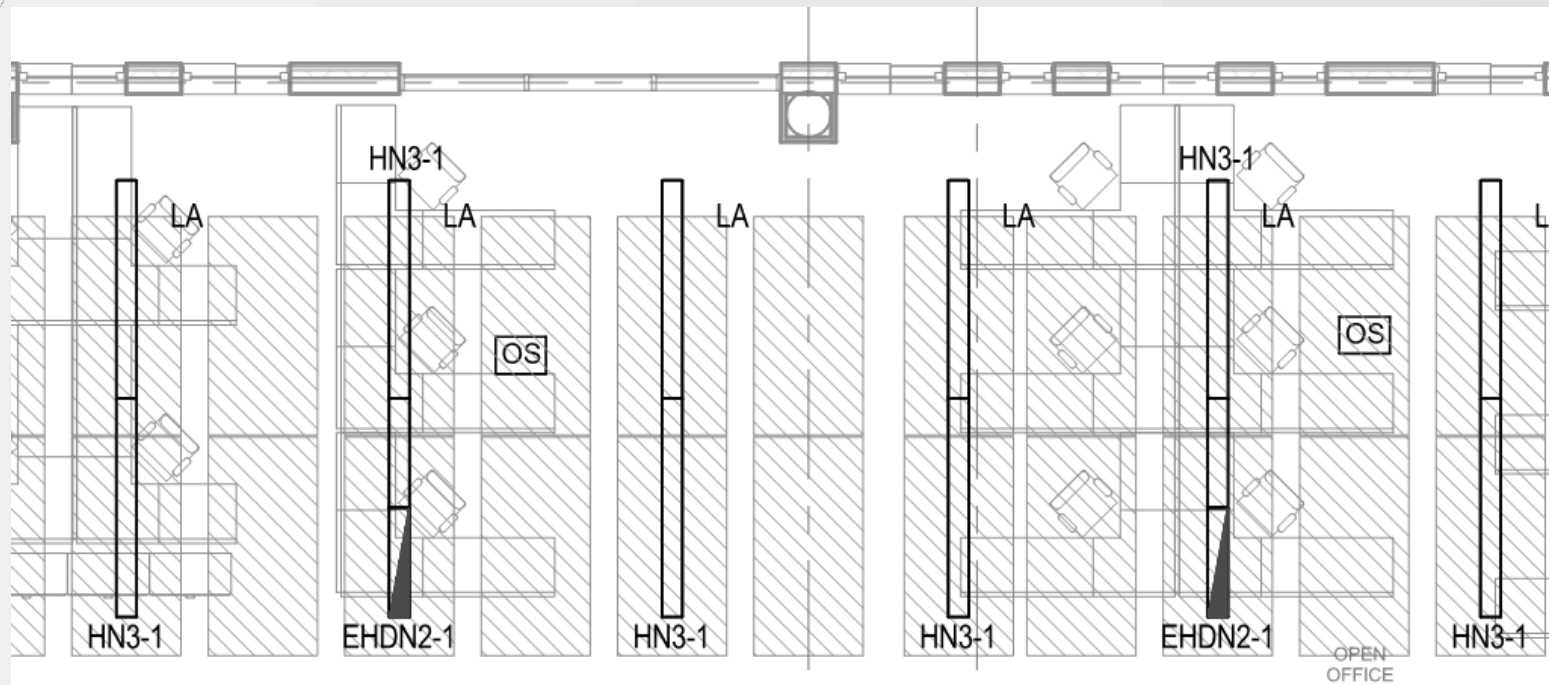 HN3-1
HN3-1
LA
LA
LA
LA
LA
L
OS
OS
HN3-1
EHDN2-1
HN3-1
HN3-1
EHDN2-1
HN3-1
OPEN
OFFICE